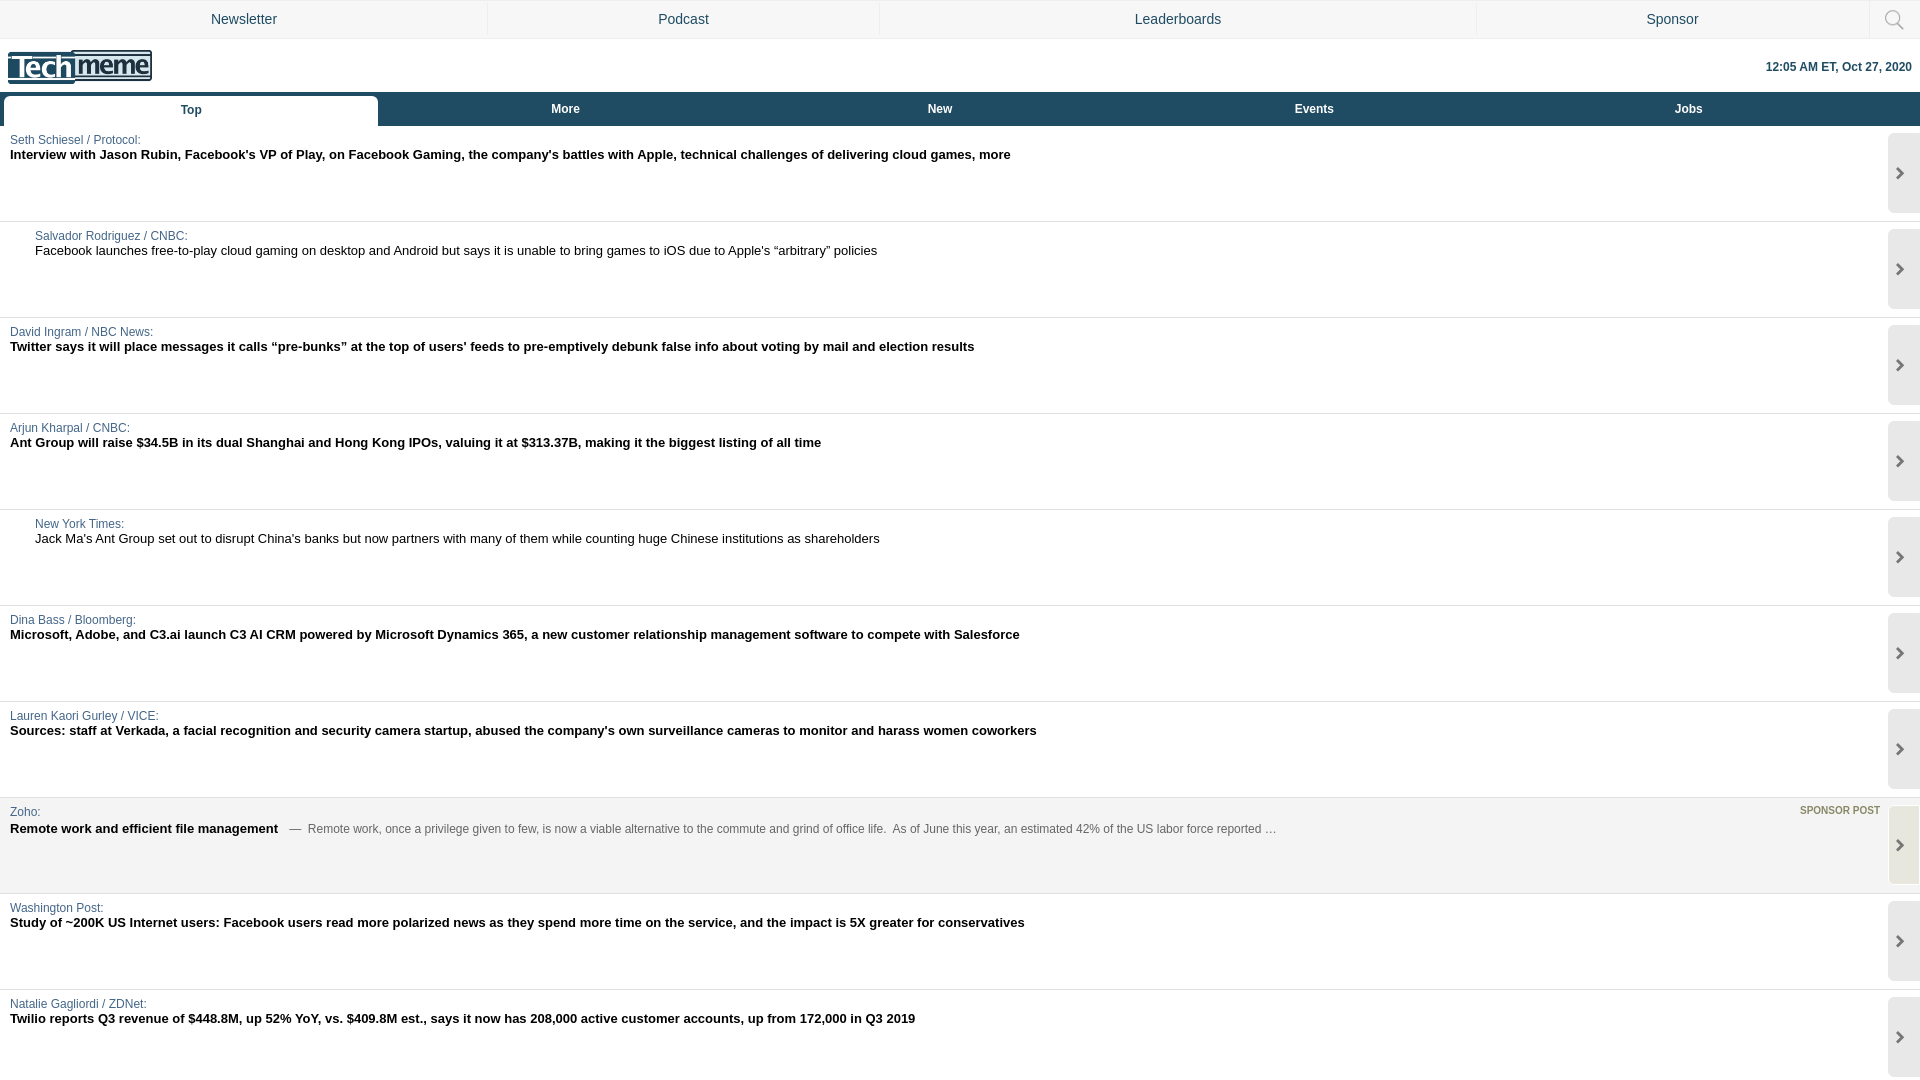 Newsletter
Podcast
Leaderboards
Sponsor
Techmeme
12:05 AM ET, Oct 27, 2020
Top
More
New
Events
Jobs
Seth Schiesel / Protocol:
Interview with Jason Rubin, Facebook's VP of Play, on Facebook Gaming, the company's battles with Apple, technical challenges of delivering cloud games, more
Salvador Rodriguez / CNBC:
Facebook launches free-to-play cloud gaming on desktop and Android but says it is unable to bring games to iOS due to Apple's “arbitrary” policies
David Ingram / NBC News:
Twitter says it will place messages it calls “pre-bunks” at the top of users' feeds to pre-emptively debunk false info about voting by mail and election results
Arjun Kharpal / CNBC:
Ant Group will raise $34.5B in its dual Shanghai and Hong Kong IPOs, valuing it at $313.37B, making it the biggest listing of all time
New York Times:
Jack Ma's Ant Group set out to disrupt China's banks but now partners with many of them while counting huge Chinese institutions as shareholders
Dina Bass / Bloomberg:
Microsoft, Adobe, and C3.ai launch C3 AI CRM powered by Microsoft Dynamics 365, a new customer relationship management software to compete with Salesforce
Lauren Kaori Gurley / VICE:
Sources: staff at Verkada, a facial recognition and security camera startup, abused the company's own surveillance cameras to monitor and harass women coworkers
Zoho:
SPONSOR POST
Remote work and efficient file management — Remote work, once a privilege given to few, is now a viable alternative to the commute and grind of office life. As of June this year, an estimated 42% of the US labor force reported …
Washington Post:
Study of ~200K US Internet users: Facebook users read more polarized news as they spend more time on the service, and the impact is 5X greater for conservatives
Natalie Gagliordi / ZDNet:
Twilio reports Q3 revenue of $448.8M, up 52% YoY, vs. $409.8M est., says it now has 208,000 active customer accounts, up from 172,000 in Q3 2019